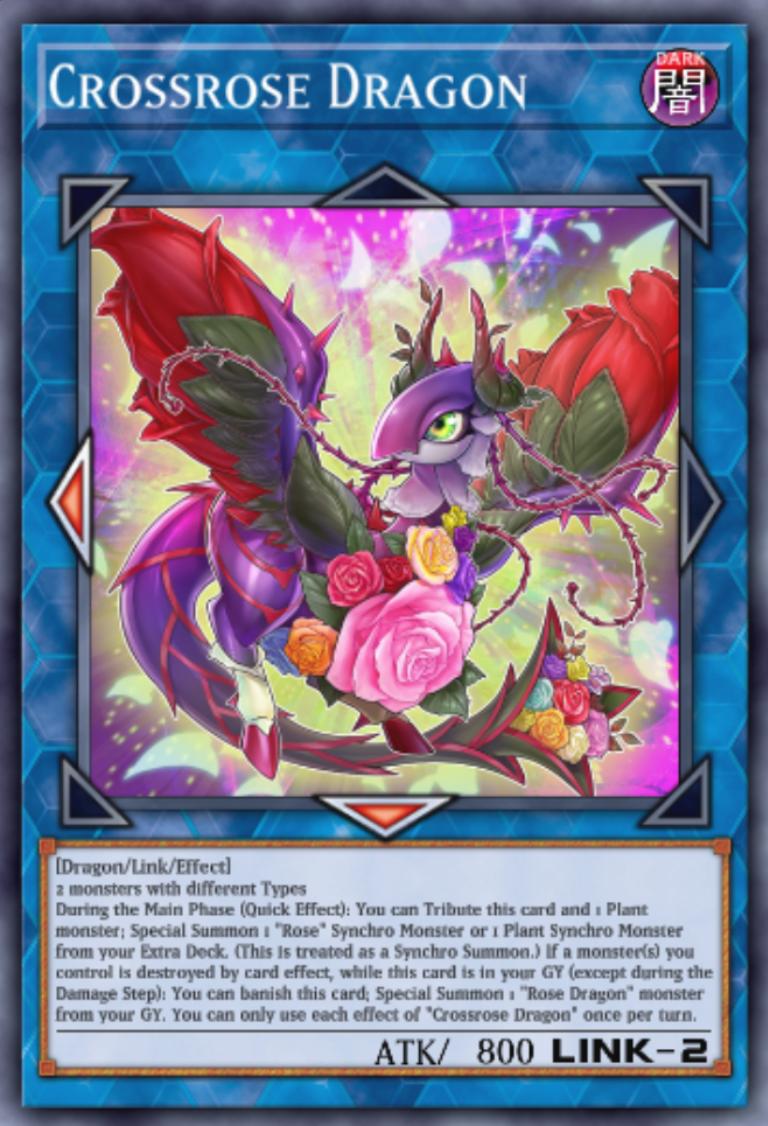 CROSSROSE DRAGON
DARK
闇
[Dragon/Link/Effect]
2 monsters with different Types
During the Main Phase (Quick Effect): You can Tribute this card and 1 Plant
monster; Special Summon 1 "Rose" Synchro Monster or 1 Plant Synchro Monster
from your Extra Deck. (This is treated as a Synchro Summon.) If a monster(s) you
control is destroyed by card effect, while this card is in your GY (except during the
Damage Step): You can banish this card; Special Summon 1 "Rose Dragon" monster
from your GY. You can only use each effect of "Crossrose Dragon" once per turn.
ATK/ 800 LINK-2